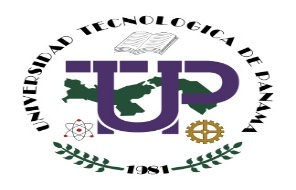 UNIVERSIDAD TECNOLOGICA DE PANAMA
UTP
1981